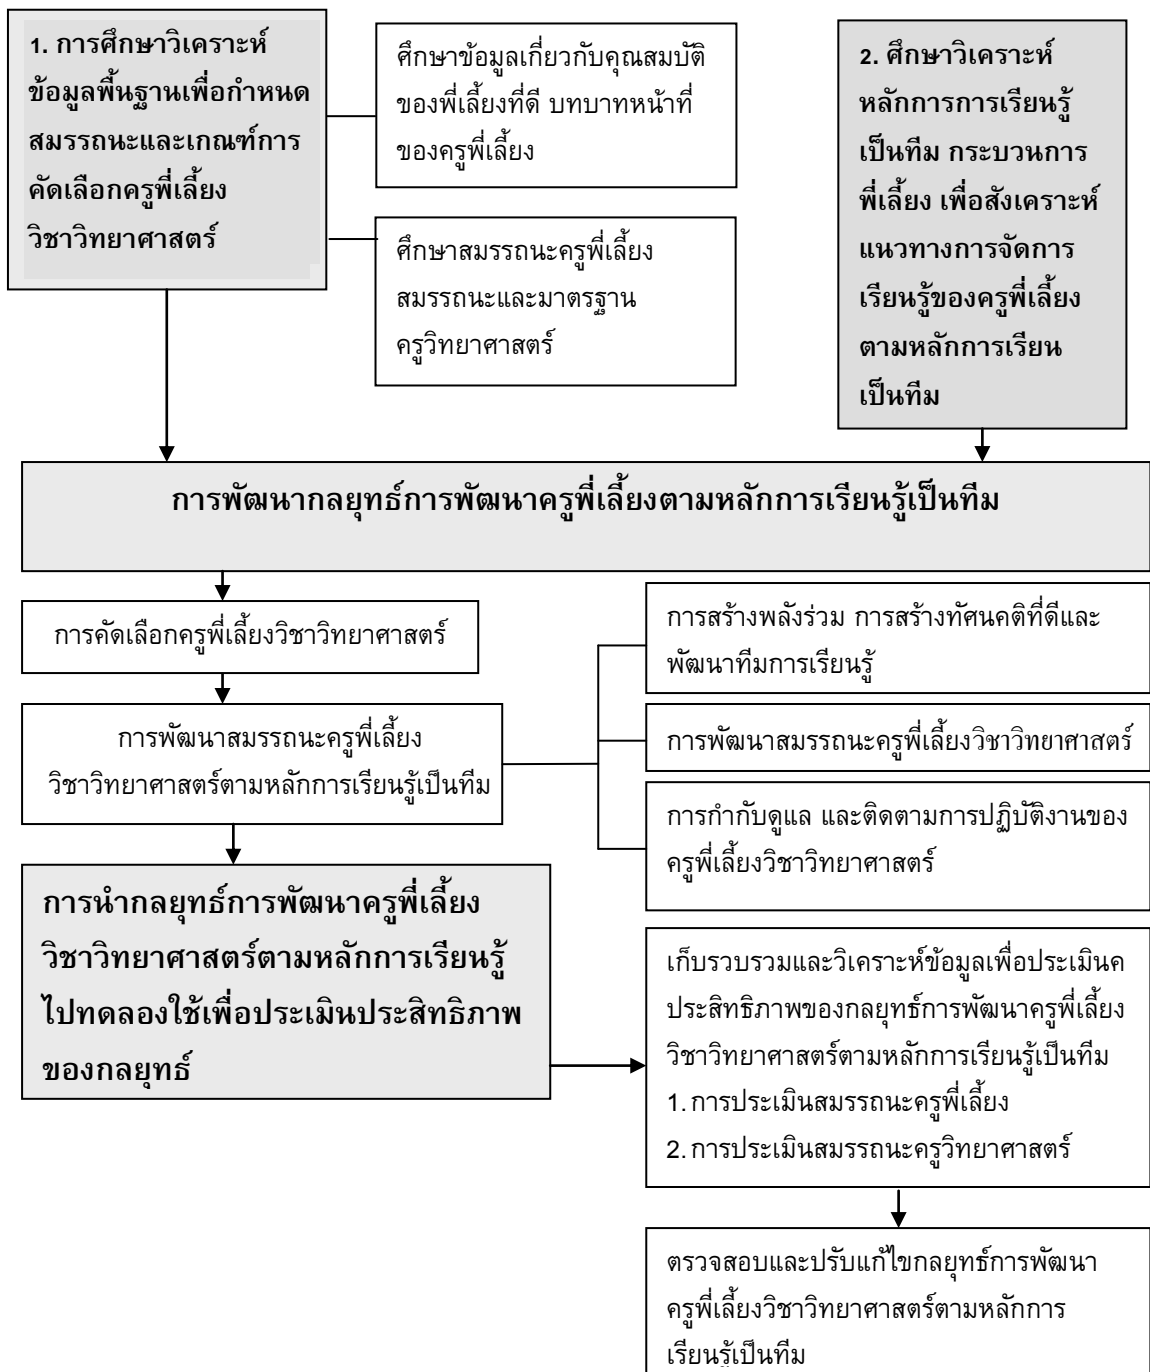 1. การศึกษาวิเคราะห์
ข้อมูลพื้นฐานเพื่อกำหนด
สมรรถนะและเกณฑ์การ
คัดเลือกครูพี่เลี้ยง
วิชาวิทยาศาสตร์
ศึกษาข้อมูลเกี่ยวกับคุณสมบัติ
ของพี่เลี้ยงที่ดี บทบาทหน้าที่
ของครูพี่เลี้ยง
ศึกษาสมรรถนะครูพี่เลี้ยง
สมรรถนะและมาตรฐาน
ครูวิทยาศาสตร์
2. ศึกษาวิเคราะห์
หลักการการเรียนรู้
เป็นทีม กระบวนการ
พี่เลี้ยง เพื่อสังเคราะห์
แนวทางการจัดการ
เรียนรู้ของครูพี่เลี้ยง
ตามหลักการเรียน
เป็นทีม
การพัฒนากลยุทธ์การพัฒนาครูพี่เลี้ยงตามหลักการเรียนรู้เป็นทีม
การคัดเลือกครูพี่เลี้ยงวิชาวิทยาศาสตร์
การพัฒนาสมรรถนะครูพี่เลี้ยง
วิชาวิทยาศาสตร์ตามหลักการเรียนรู้เป็นทีม
การสร้างพลังร่วม การสร้างทัศนคติที่ดีและ
พัฒนาทีมการเรียนรู้
การพัฒนาสมรรถนะครูพี่เลี้ยงวิชาวิทยาศาสตร์
การกำกับดูแล และติดตามการปฏิบัติงานของ
ครูพี่เลี้ยงวิชาวิทยาศาสตร์
การนำกลยุทธ์การพัฒนาครูพี่เลี้ยง
วิชาวิทยาศาสตร์ตามหลักการเรียนรู้
ไปทดลองใช้เพื่อประเมินประสิทธิภาพ
ของกลยุทธ์
เก็บรวบรวมและวิเคราะห์ข้อมูลเพื่อประเมินค
ประสิทธิภาพของกลยุทธ์การพัฒนาครูพี่เลี้ยง
วิชาวิทยาศาสตร์ตามหลักการเรียนรู้เป็นทีม
1. การประเมินสมรรถนะครูพี่เลี้ยง
2. การประเมินสมรรถนะครูวิทยาศาสตร์
ตรวจสอบและปรับแก้ไขกลยุทธ์การพัฒนา
ครูพี่เลี้ยงวิชาวิทยาศาสตร์ตามหลักการ
เรียนรู้เป็นทีม